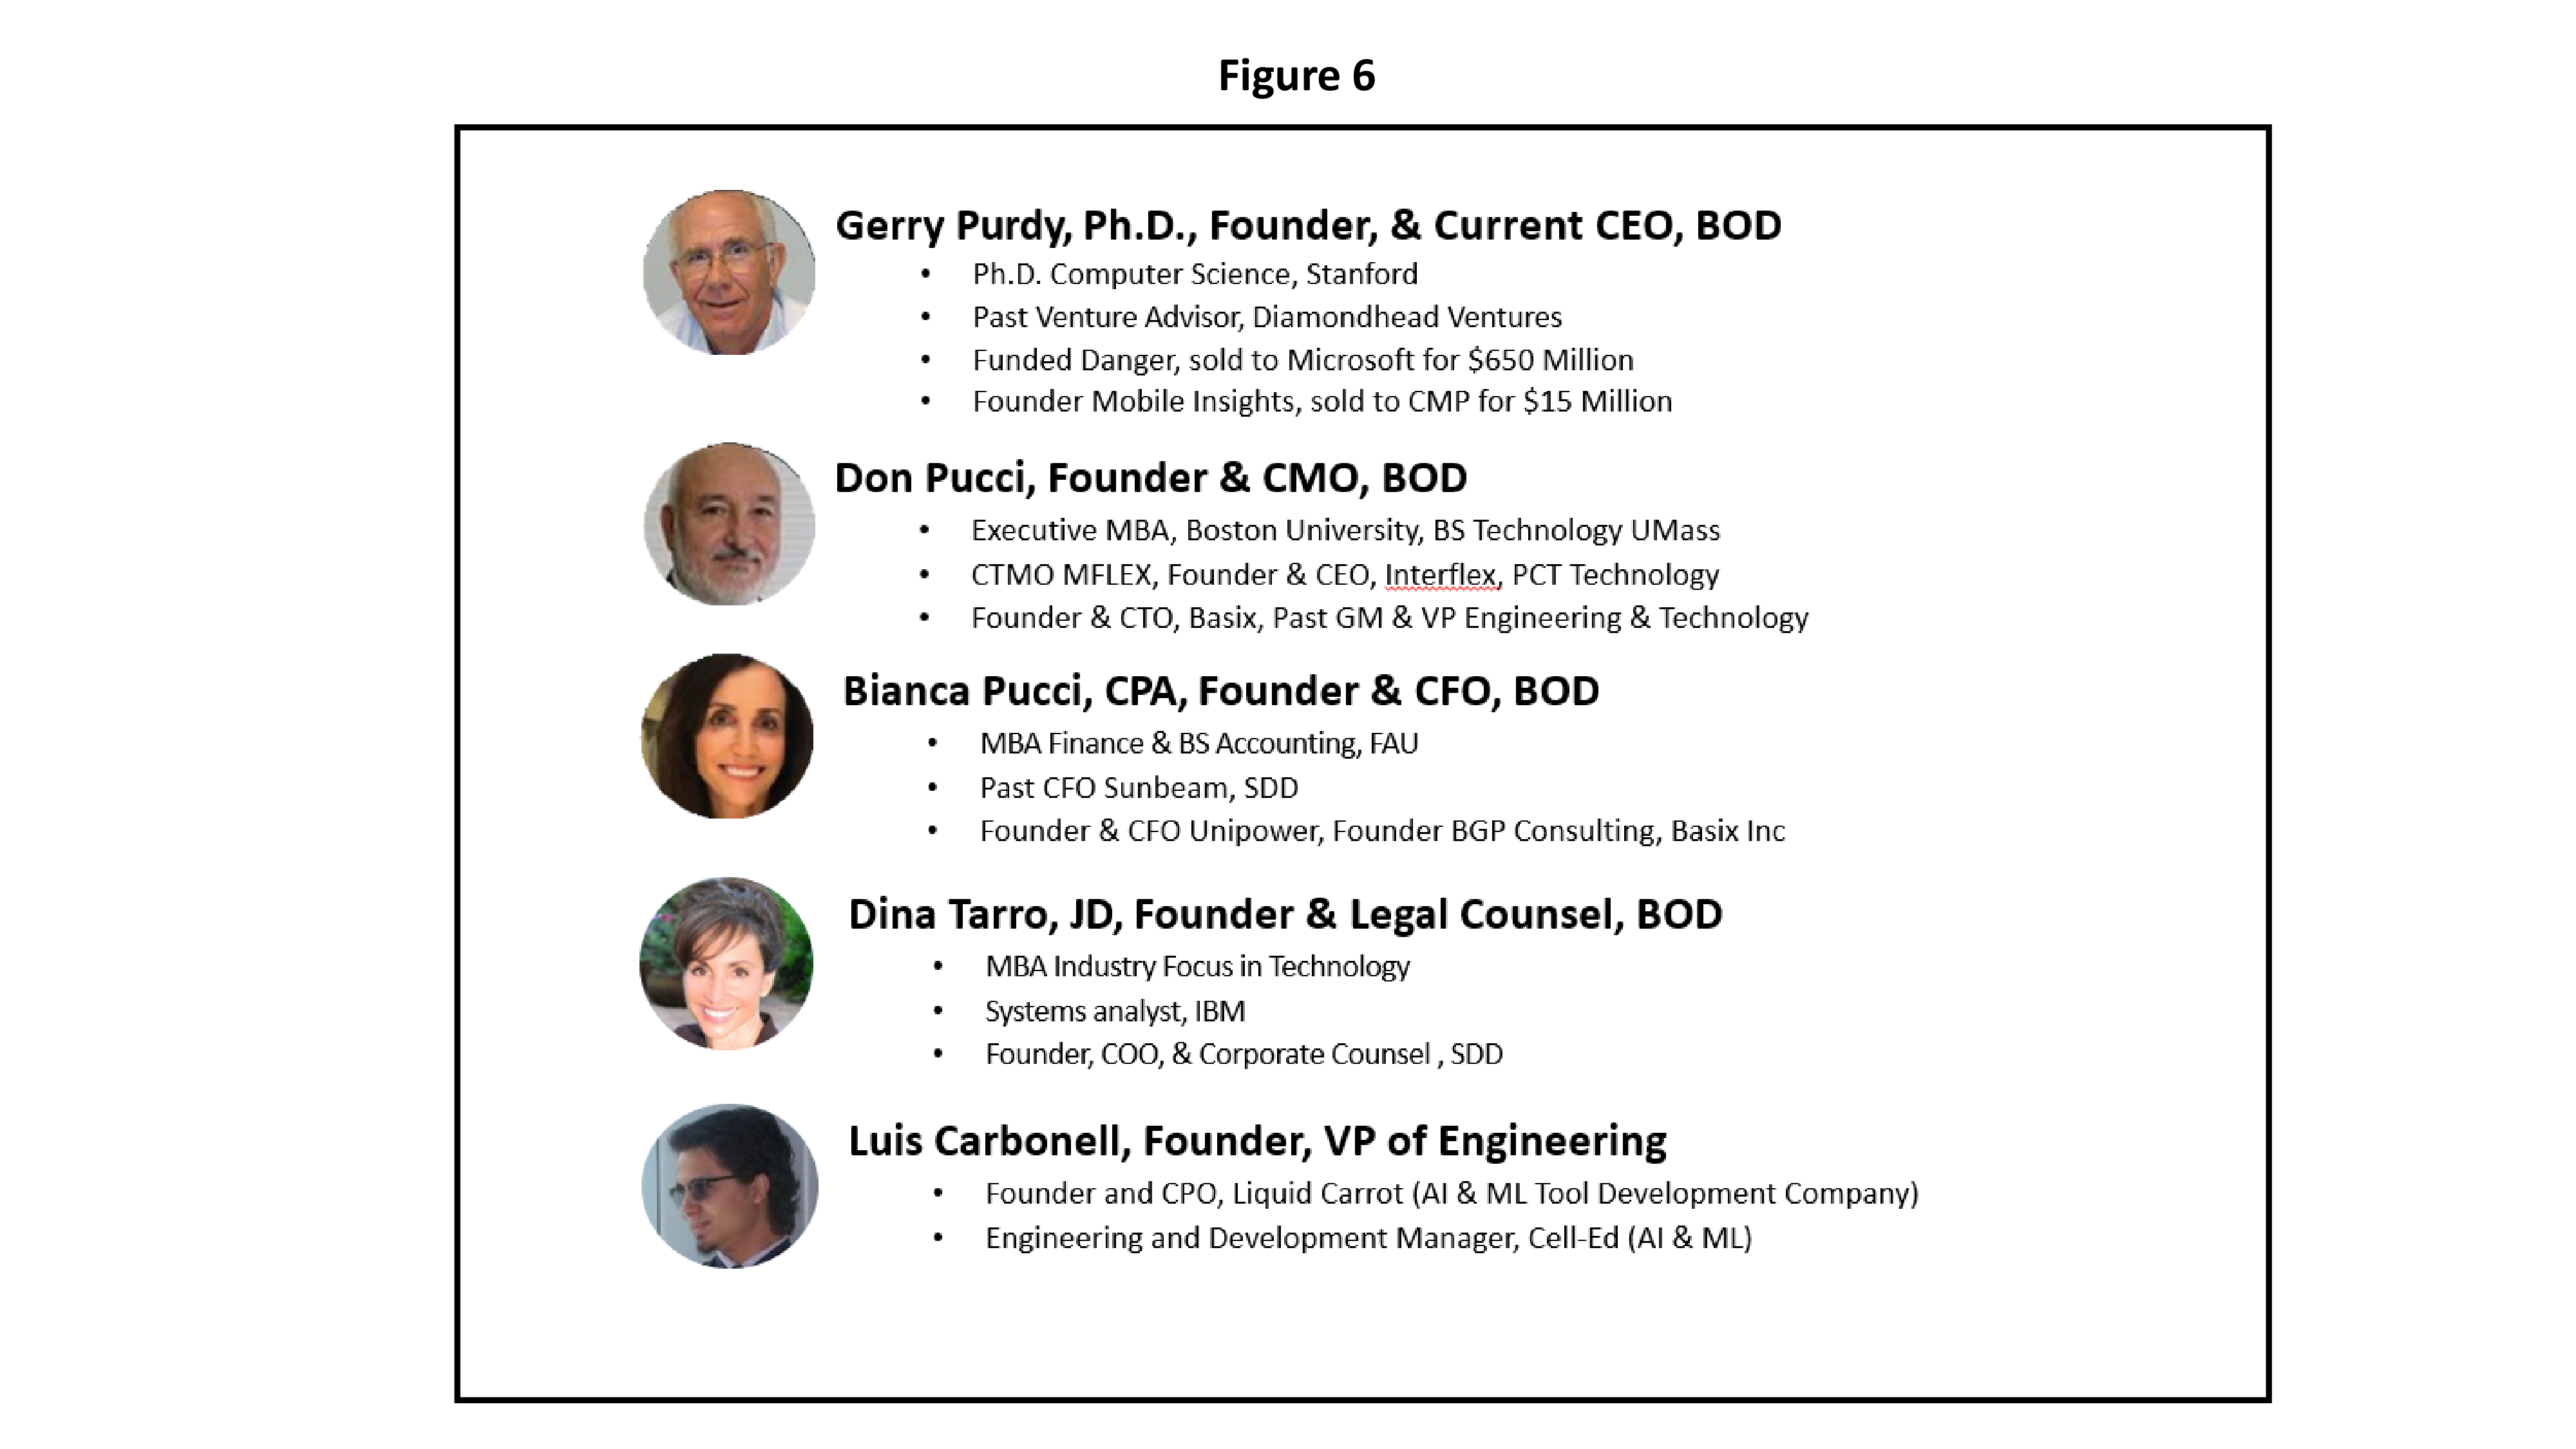 Figure 6
Gerry Purdy, Ph.D., Founder, & Current CEO, BOD
• Ph.D. Computer Science, Stanford
• Past Venture Advisor, Diamondhead Ventures
• Funded Danger, sold to Microsoft for $650 Million
• Founder Mobile Insights, sold to CMP for $15 Million
Don Pucci, Founder & CMO, BOD
• Executive MBA, Boston University, BS Technology UMass
• CTMO MFLEX, Founder & CEO, Interflex, PCT Technology
• Founder & CTO, Basix, Past GM & VP Engineering & Technology
Bianca Pucci, CPA, Founder & CFO, BOD
• MBA Finance & BS Accounting, FAU
• Past CFO Sunbeam, SDD
• Founder & CFO Unipower, Founder BGP Consulting, Basix Inc
Dina Tarro, JD, Founder & Legal Counsel, BOD
• MBA Industry Focus in Technology
• Systems analyst, IBM
• Founder, COO, & Corporate Counsel , SDD
Luis Carbonell, Founder, VP of Engineering
• Founder and CPO, Liquid Carrot (AI & ML Tool Development Company)
• Engineering and Development Manager, Cell-Ed (AI & ML)